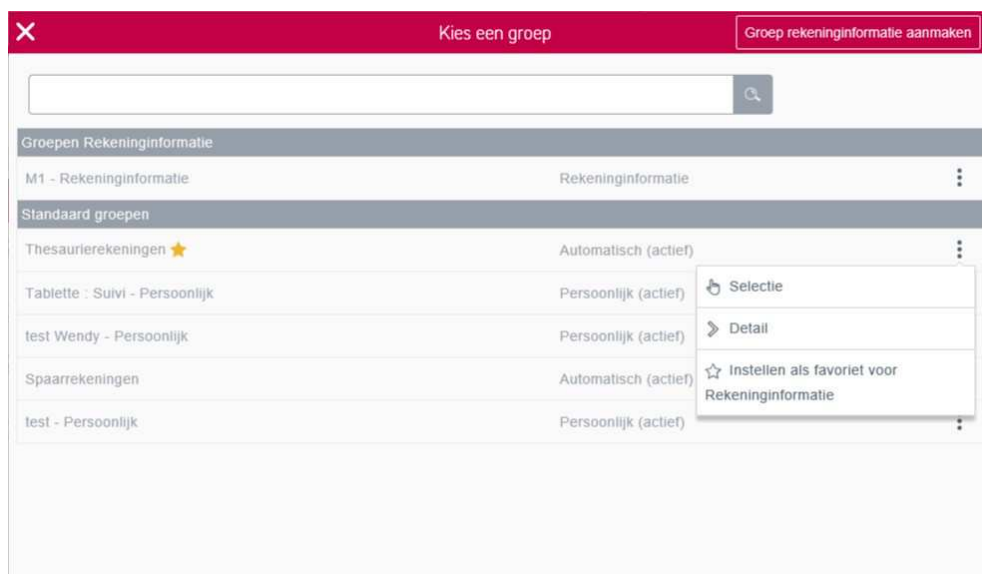 Kies een groep
Groep rekeninginformatie aanmaken
Groepen Rekeninginformatie
M1 - Rekeninginformatie Rekeninginformatie
Standaard groepen
Thesaurierekeningen Automatisch (actief)
Tablette : Suivi - Persoonlijk Persoonlijk (actief)
test Wendy - Persoonlijk Persoonlijk (actief)
Spaarrekeningen Automatisch (actief)
test - Persoonlijk Persoonlijk (actief)
Selectie
Detail
Instellen als favoriet voor
Rekeninginformatie